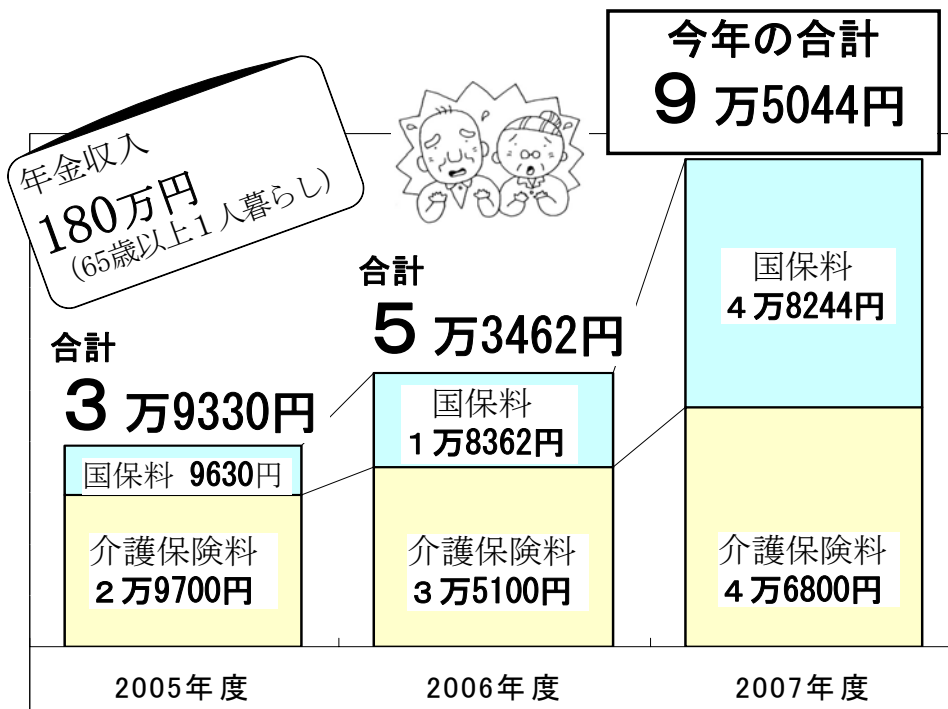 今年の合計
9万5044円
年金収入
180万円
(65歳以上1人暮らし)
合計
5万3462円
合計
3万9330円
国保料
4万8244円
国保料
1万8362円
国保料 9630円
介護保険料
2万9700円
介護保険料
3万5100円
介護保険料
4万6800円
2005年度
2006年度
2007年度